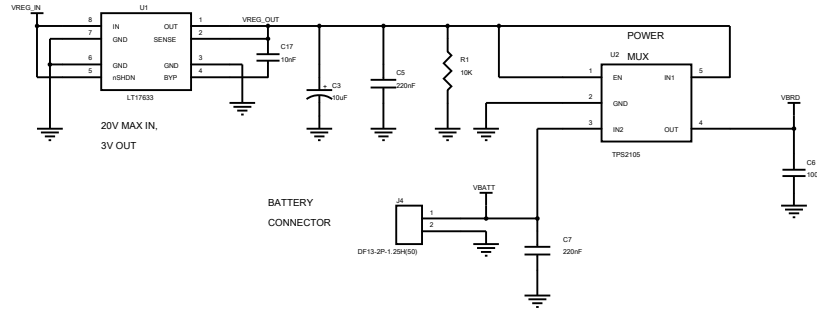 VREG_IN
U1
8 IN OUT 1 VREG_OUT
7 GND SENSE 2
6 GND GND 3
5 nSHDN BYP 4
LT17633
C17
10nF
20V MAX IN,
3V OUT
+ C3
10uF
C5
220nF
R1
10K
POWER
MUX
U2
1 EN IN1 5
2 GND
3 IN2 OUT 4
TPS2105
VBRD
C6
BATTERY
CONNECTOR
J4
1
2
DF13-2P-1.25H(50)
VBATT
C7
220nF